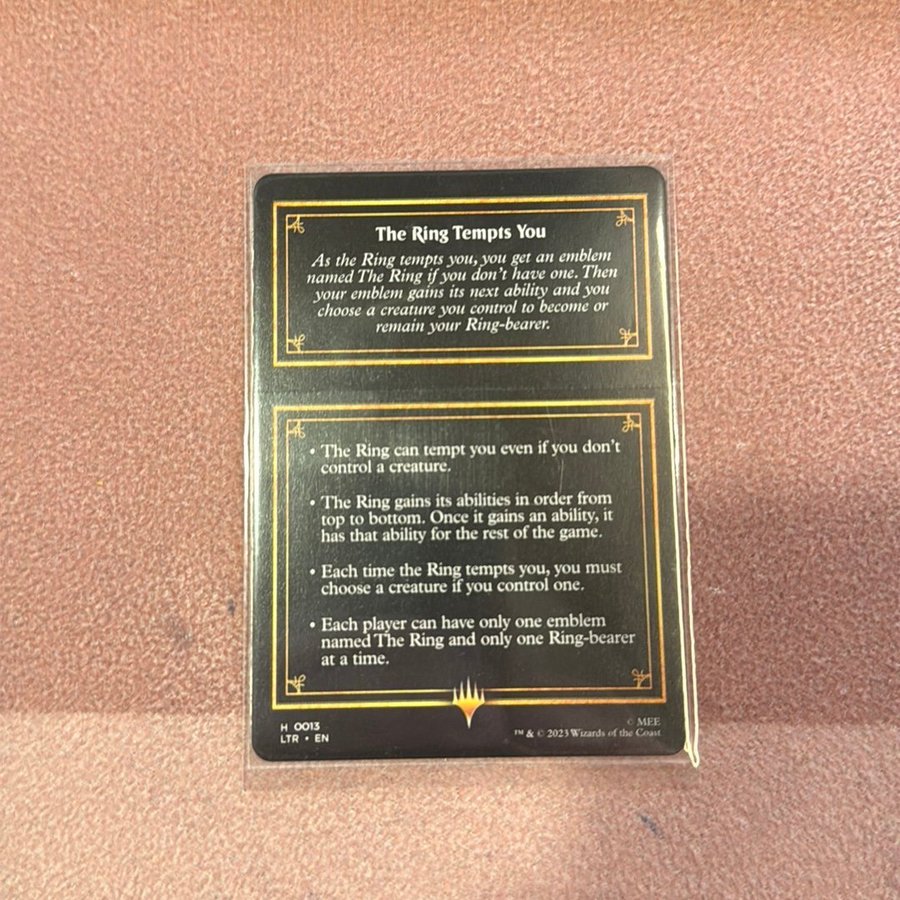 The Ring Tempts You
As the Ring tempts you, you get an emblem
named The Ring if you don't have one. Then
your emblem gains its next ability and you
choose a creature you control to become or
remain your Ring-bearer.
• The Ring can tempt you even if you don't
control a creature.
• The Ring gains its abilities in order from
top to bottom. Once it gains an ability, it
has that ability for the rest of the game.
• Each time the Ring tempts you, you must
choose a creature if you control one.
• Each player can have only one emblem
named The Ring and only one Ring-bearer
at a time.
H 0013
LTR • EN
© MEE
™ & © 2023 Wizards of the Coast